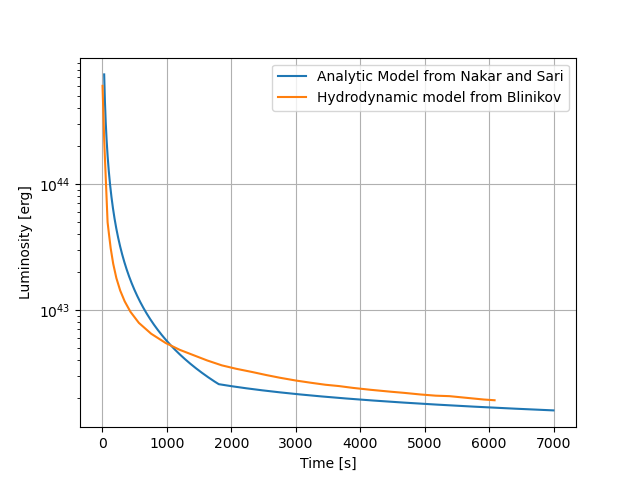 Analytic Model from Nakar and Sari
Hydrodynamic model from Blinikov
10^44
10^43
Luminosity [erg]
0 1000 2000 3000 4000 5000 6000 7000
Time [s]